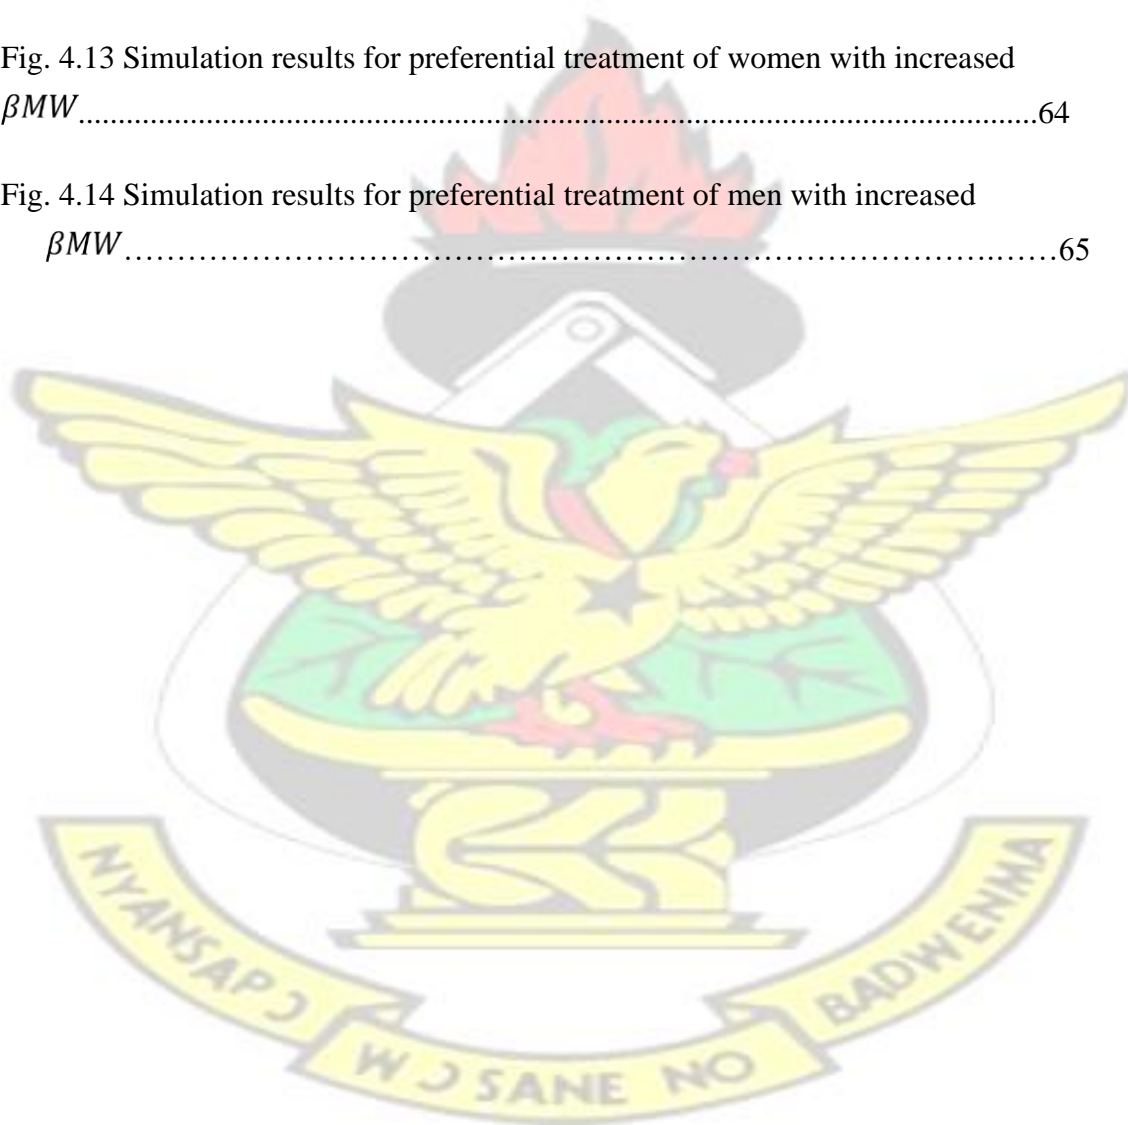 Fig. 4.13 Simulation results for preferential treatment of women with increased
βMW........................................................................................................................64
Fig. 4.14 Simulation results for preferential treatment of men with increased
βMW…………………………………………………………………………..……65
NYANSAPƆ
WƆ SANE NO
BADWENMA